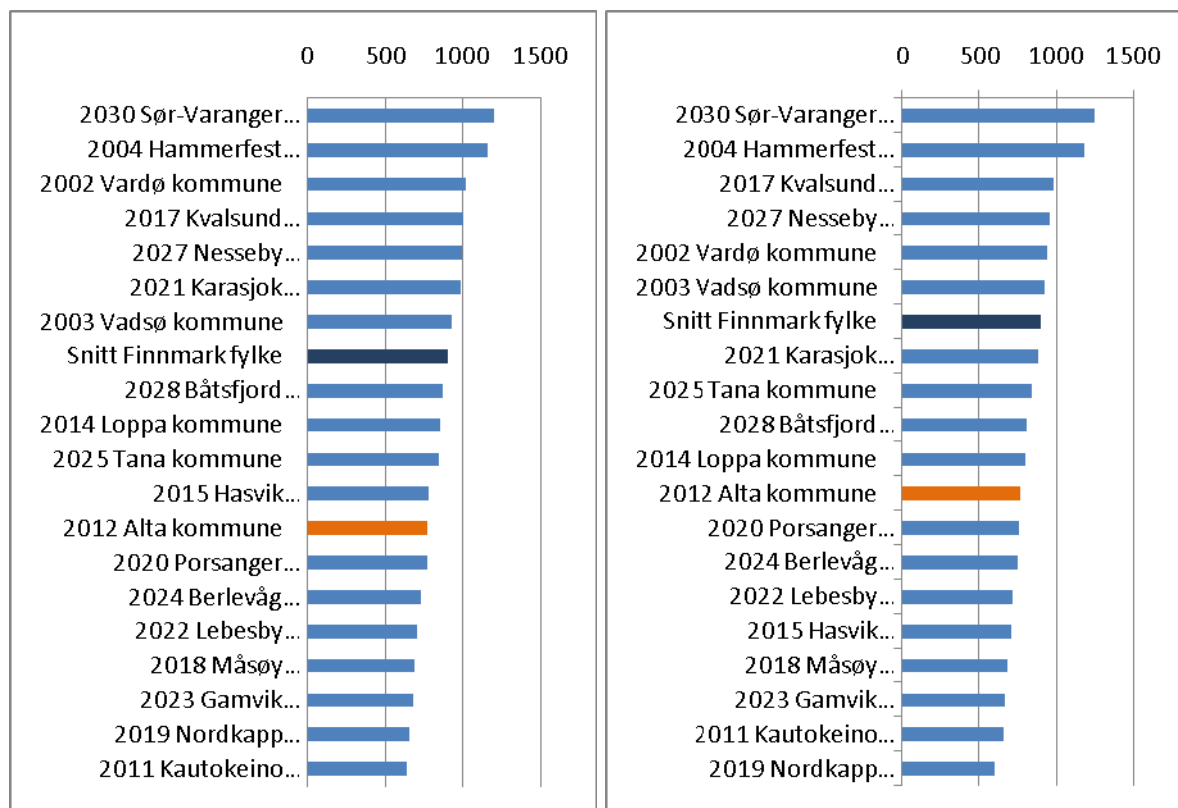 0 500 1000 1500
2030 Sør-Varanger...
2004 Hammerfest...
2002 Vardø kommune
2017 Kvalsund...
2027 Nesseby...
2021 Karasjok...
2003 Vadsø kommune
Snitt Finnmark fylke
2028 Båtsfjord...
2014 Loppa kommune
2025 Tana kommune
2015 Hasvik...
2012 Alta kommune
2020 Porsanger...
2024 Berlevåg...
2022 Lebesby...
2018 Måsøy...
2023 Gamvik...
2019 Nordkapp...
2011 Kautokeino...
0 500 1000 1500
2030 Sør-Varanger...
2004 Hammerfest...
2017 Kvalsund...
2027 Nesseby...
2002 Vardø kommune
2003 Vadsø kommune
Snitt Finnmark fylke
2021 Karasjok...
2025 Tana kommune
2028 Båtsfjord...
2014 Loppa kommune
2012 Alta kommune
2020 Porsanger...
2024 Berlevåg...
2022 Lebesby...
2015 Hasvik...
2018 Måsøy...
2023 Gamvik...
2011 Kautokeino...
2019 Nordkapp...